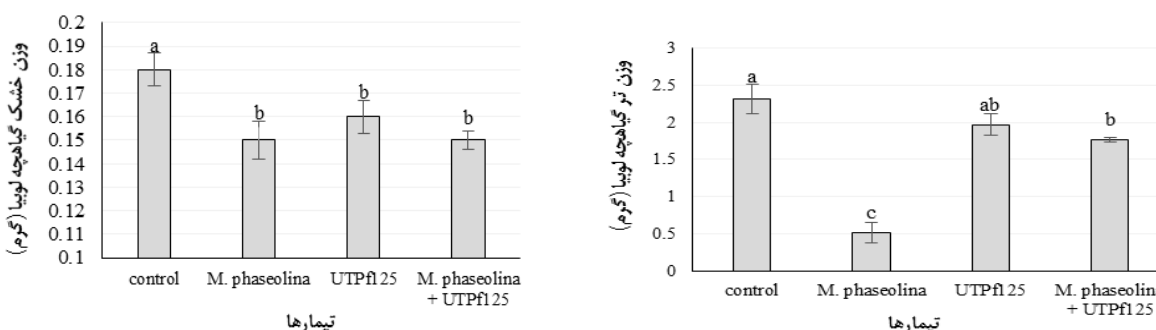 وزن خشک گیاهچه لوبیا (گرم)
0.2
0.19
0.18
0.17
0.16
0.15
0.14
0.13
0.12
0.11
0.1
a
b
b
b
control
M. phaseolina
UTPf125
M. phaseolina
+ UTPf125
تیمارها
وزن تر گیاهچه لوبیا (گرم)
3
2.5
2
1.5
1
0.5
0
a
c
ab
b
control
M. phaseolina
UTPf125
M. phaseolin
+ UTPf125
تیمارها